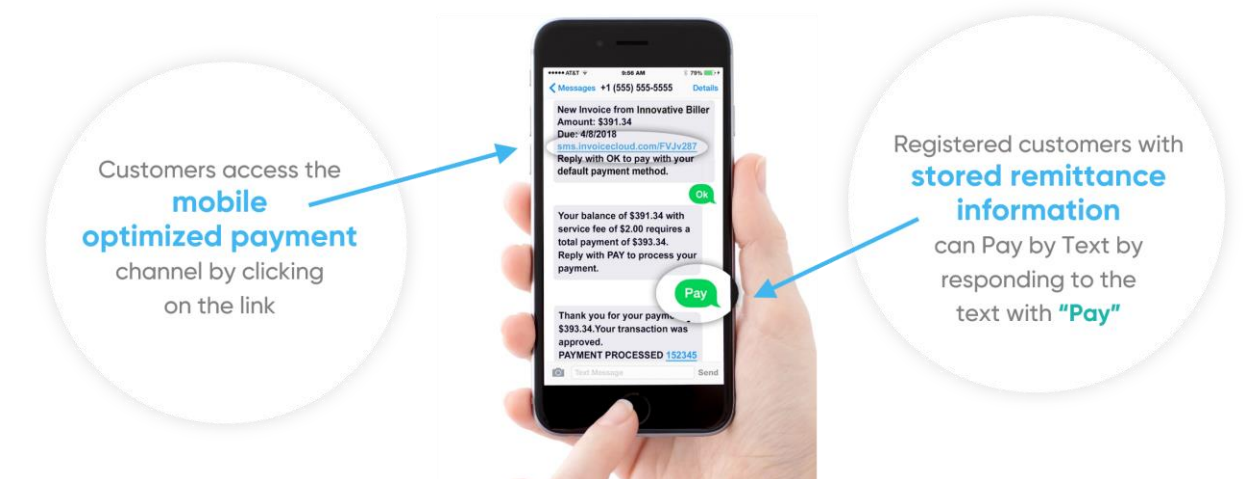 Customers access the
mobile
optimized payment
channel by clicking
on the link
AT&T 9:56 AM 79%
Messages +1 (555) 555-5555 Details
New Invoice from Innovative Biller
Amount: $391.34
Due: 4/8/2018
sms.invoicecloud.com/FVJv287
Reply with OK to pay with your
default payment method.
Ok
Your balance of $391.34 with
service fee of $2.00 requires a
total payment of $393.34.
Reply with PAY to process your
payment.
Pay
Thank you for your
$393.34.Your transaction was
approved.
PAYMENT PROCESSED 152345
Text Message Send
Registered customers with
stored remittance
information
can Pay by Text by
responding to the
text with “Pay”